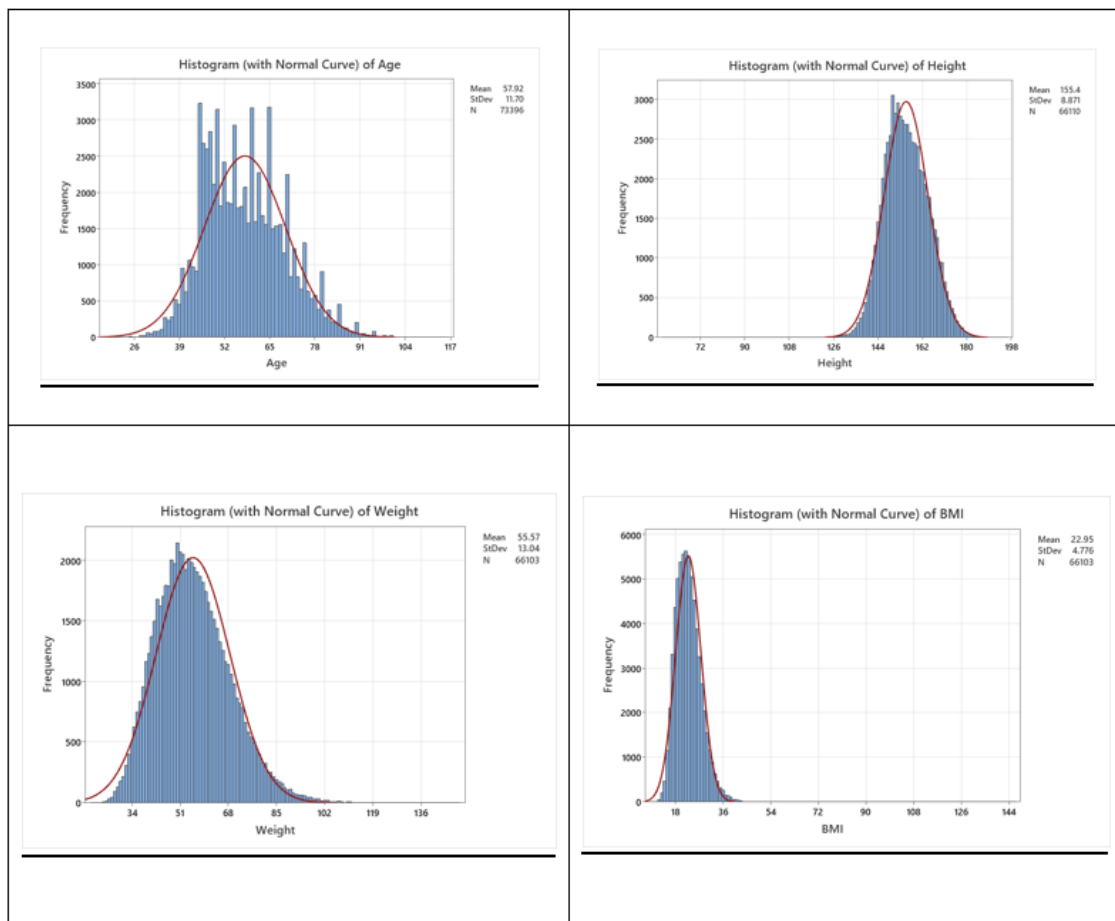 Histogram (with Normal Curve) of Age
Mean 57.92
StDev 11.70
N 73396
3500
3000
2500
2000
1500
1000
500
0
Frequency
26 39 52 65 78 91 104 117
Age
Histogram (with Normal Curve) of Height
Mean 155.4
StDev 8.871
N 66110
3000
2500
2000
1500
1000
500
0
Frequency
72 90 108 126 144 162 180 198
Height
Histogram (with Normal Curve) of Weight
Mean 55.57
StDev 13.04
N 66103
2000
1500
1000
500
0
Frequency
34 51 68 85 102 119 136
Weight
Histogram (with Normal Curve) of BMI
Mean 22.95
StDev 4.776
N 66103
6000
5000
4000
3000
2000
1000
0
Frequency
18 36 54 72 90 108 126 144
BMI